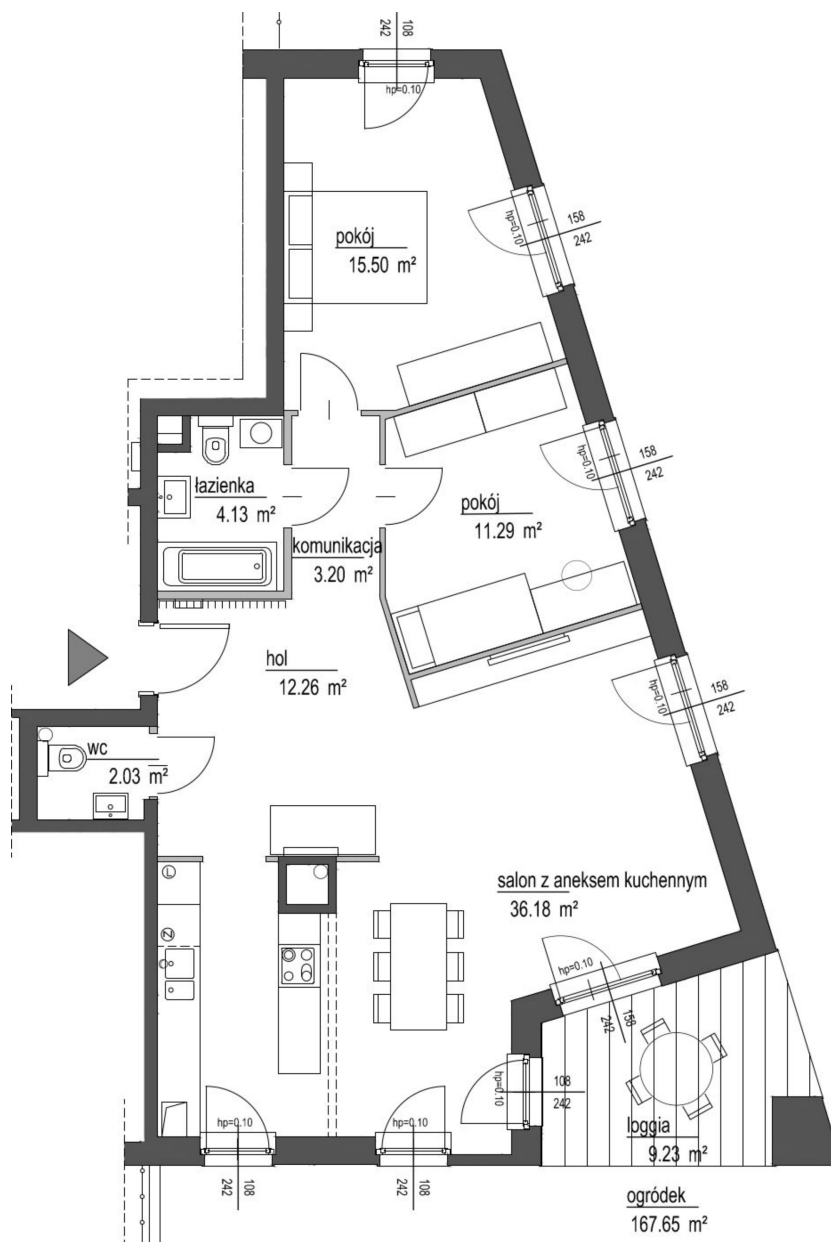 242
108
hp=0.10
pokój
15.50 m²
hp=0.10
158
242
łazienka
4.13 m²
pokój
11.29 m²
hp=0.10
158
242
komunikacja
3.20 m²
hol
12.26 m²
hp=0.10
158
242
wc
2.03 m²
L
Z
salon z aneksem kuchennym
36.18 m²
hp=0.10
242
158
hp=0.10
108
242
hp=0.10
242
108
hp=0.10
242
108
loggia
9.23 m²
ogródek
167.65 m²